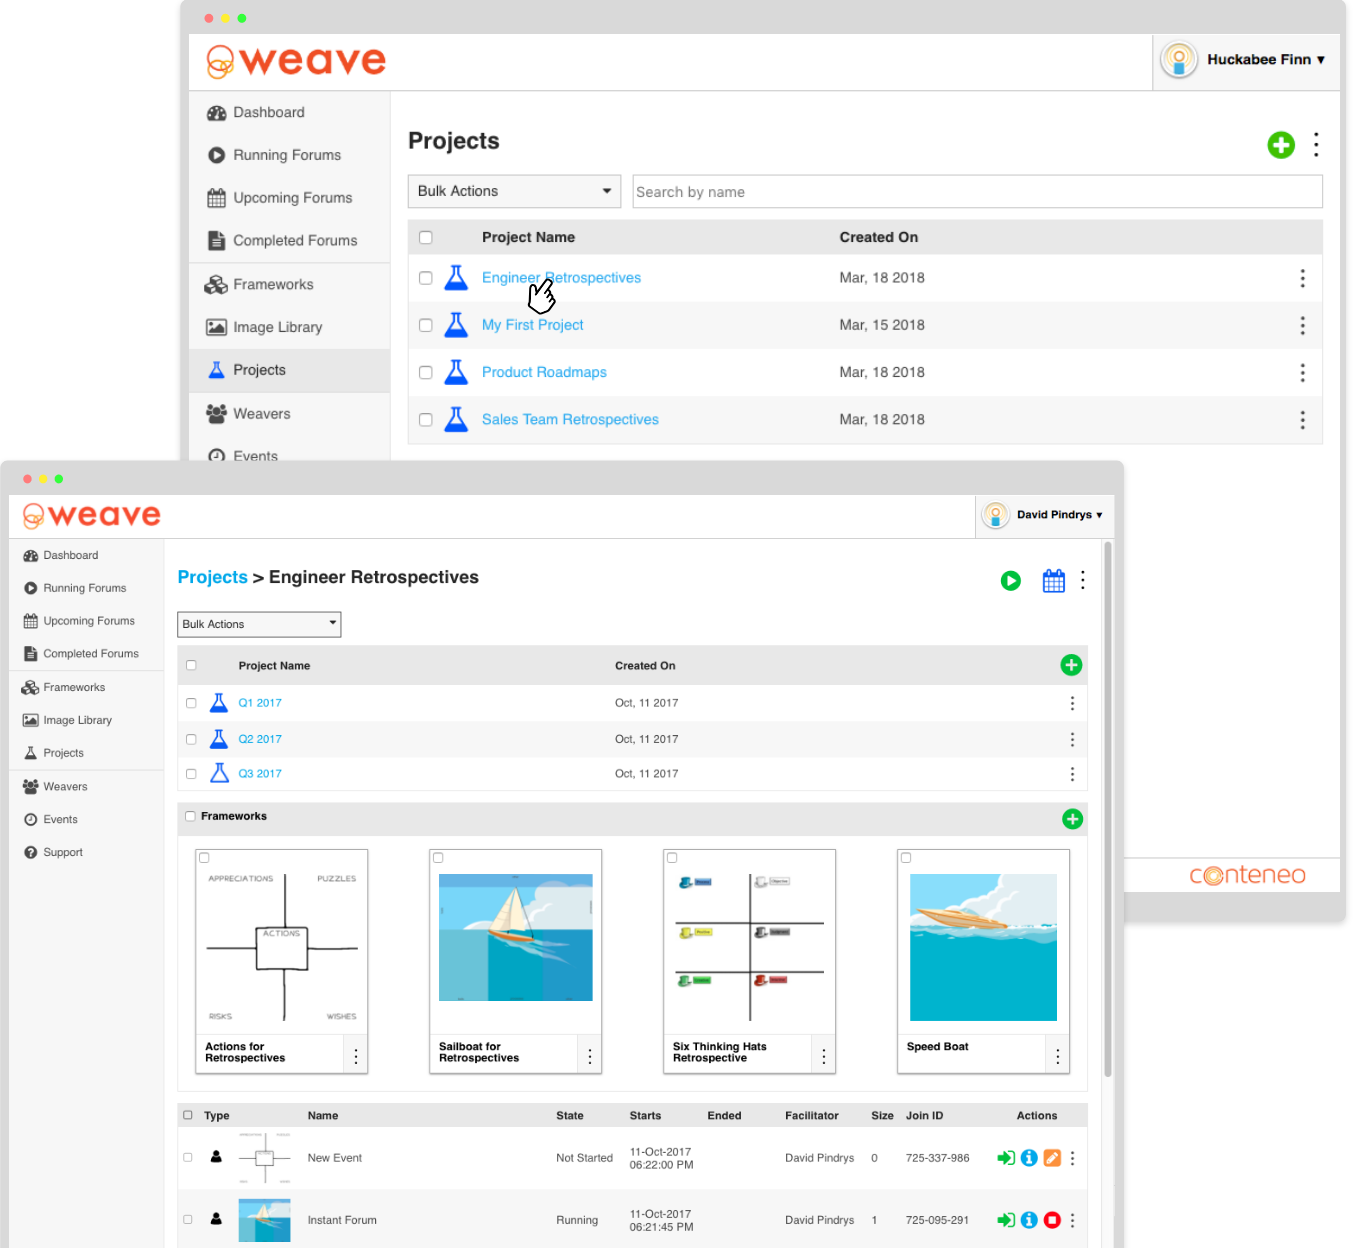 weave
Huckabee Finn ▾
Dashboard
Running Forums
Upcoming Forums
Completed Forums
Frameworks
Image Library
Projects
Weavers
Events
Projects
Bulk Actions
Search by name
Project Name Created On
Engineer Retrospectives Mar, 18 2018
My First Project Mar, 15 2018
Product Roadmaps Mar, 18 2018
Sales Team Retrospectives Mar, 18 2018
conteneo
weave
David Pindrys ▾
Dashboard
Running Forums
Upcoming Forums
Completed Forums
Frameworks
Image Library
Projects
Weavers
Events
Support
Projects > Engineer Retrospectives
Bulk Actions
Project Name Created On
Q1 2017 Oct, 11 2017
Q2 2017 Oct, 11 2017
Q3 2017 Oct, 11 2017
Frameworks
APPRECIATIONS PUZZLES
ACTIONS
RISKS WISHES
Actions for
Retrospectives
Sailboat for
Retrospectives
Six Thinking Hats
Retrospective
Speed Boat
Type Name State Starts Ended Facilitator Size Join ID Actions
New Event Not Started 11-Oct-2017 06:22:00 PM David Pindrys 0 725-337-986
Instant Forum Running 11-Oct-2017 06:21:45 PM David Pindrys 1 725-095-291